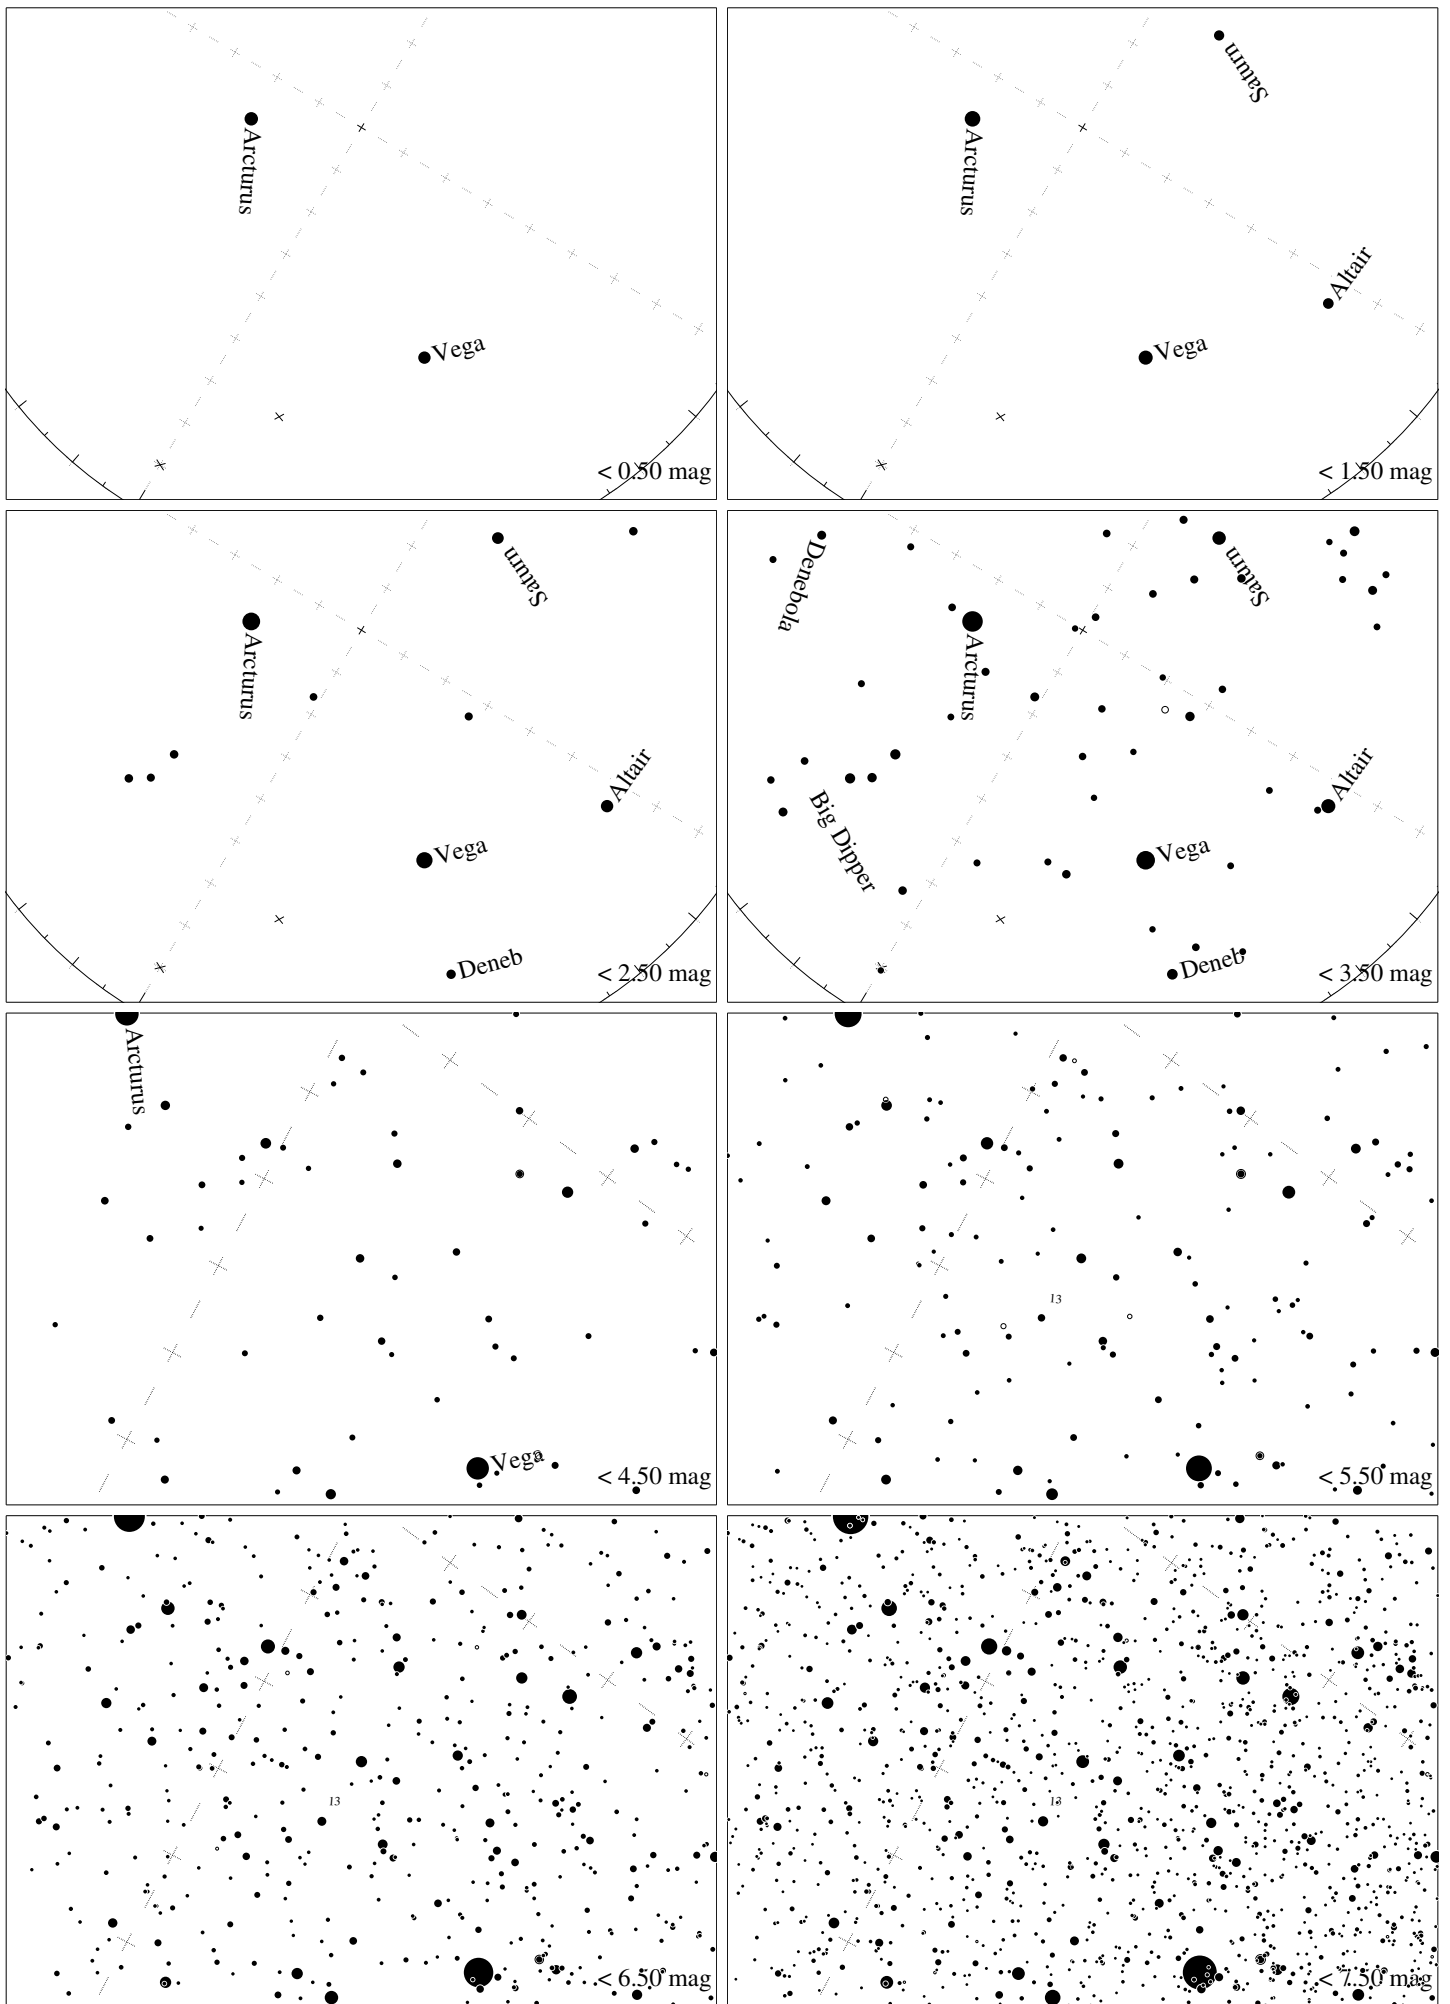 Arcturus
Vega
< 0.50 mag
Saturn
Arcturus
Altair
Vega
< 1.50 mag
Saturn
Arcturus
Altair
Vega
Deneb
< 2.50 mag
Denebola
Saturn
Arcturus
Altair
Big Dipper
Vega
Deneb
< 3.50 mag
Arcturus
Vega
< 4.50 mag
13
< 5.50 mag
13
< 6.50 mag
13
< 7.50 mag